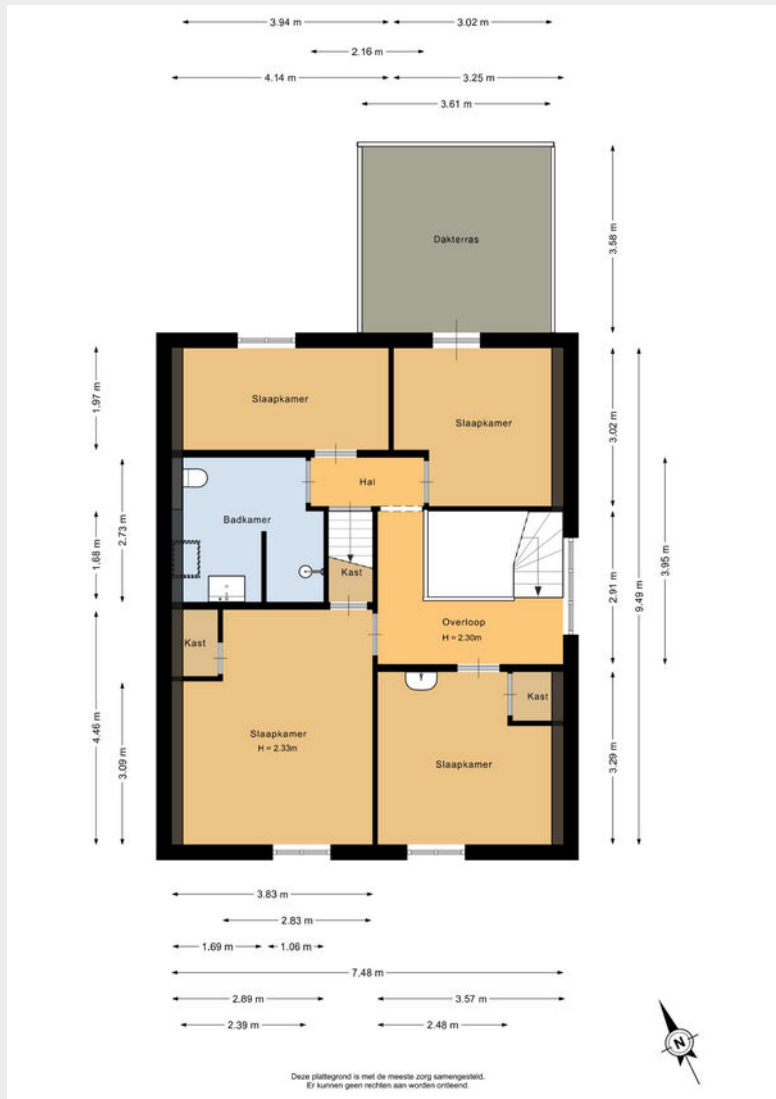 3.94 m
3.02 m
2.16 m
4.14 m
3.25 m
3.61 m
Dakterras
3.58 m
1.97 m
Slaapkamer
Slaapkamer
3.02 m
Hal
Badkamer
2.73 m
1.68 m
Kast
2.91 m
3.95 m
9.49 m
Overloop
H = 2.30m
Kast
Kast
4.46 m
3.09 m
Slaapkamer
H = 2.33m
Slaapkamer
3.29 m
3.83 m
2.83 m
1.69 m
1.06 m
7.48 m
2.89 m
3.57 m
2.39 m
2.48 m
N
Deze plattegrond is met de meeste zorg samengesteld.
Er kunnen geen rechten aan worden ontleend.